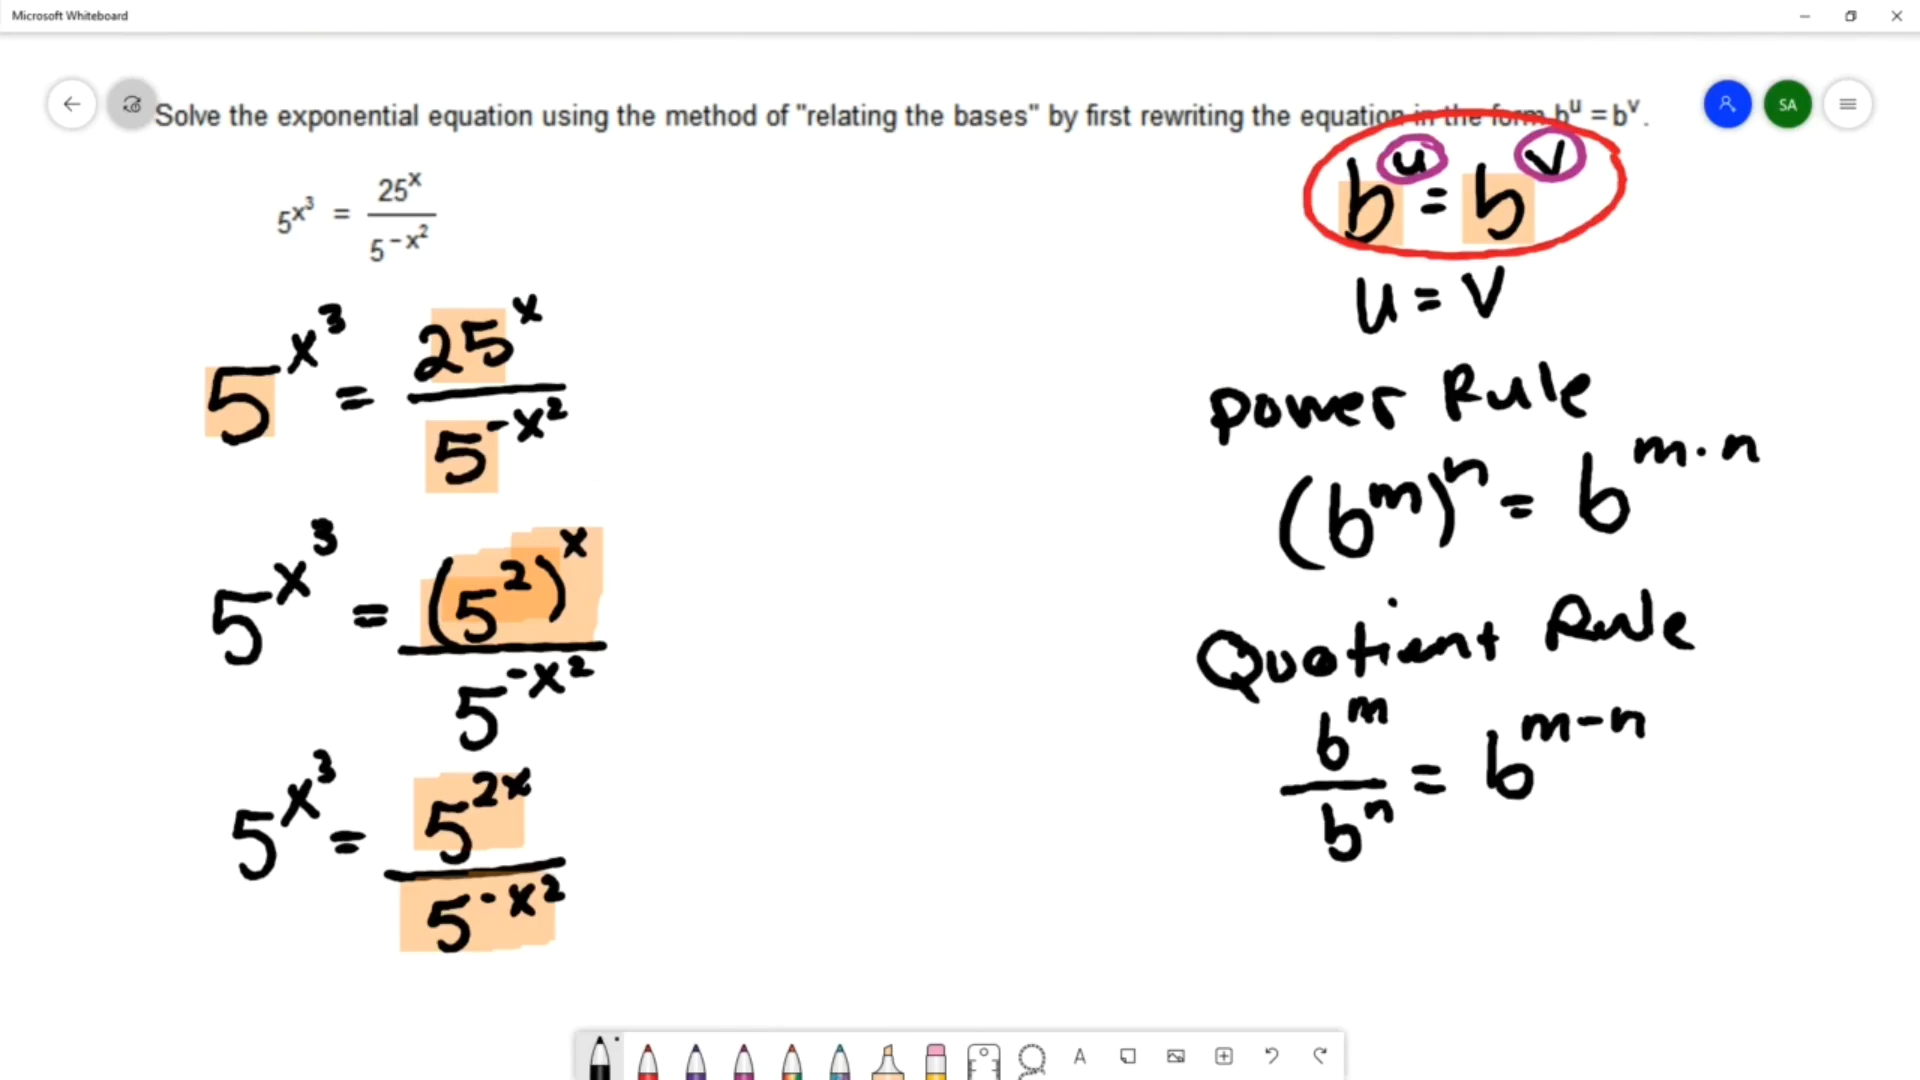 Microsoft Whiteboard
Solve the exponential equation using the method of "relating the bases" by first rewriting the equation in the form bᵘ = bᵛ.
SA
5^x^3 = 25^x / 5^-x^2
b^u = b^v
u = v
5^x^3 = 25^x / 5^-x^2
Power Rule
(b^m)^n = b^m·n
5^x^3 = (5^2)^x / 5^-x^2
Quotient Rule
b^m / b^n = b^m-n
5^x^3 = 5^2x / 5^-x^2
A